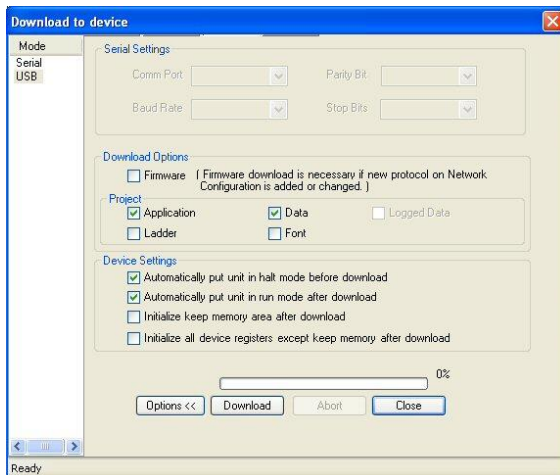 Download to device
Mode
Serial
USB
Serial Settings
Comm Port
Parity Bit
Baud Rate
Stop Bits
Download Options
Firmware ( Firmware download is necessary if new protocol on Network
Configuration is added or changed. )
Project
Application
Data
Logged Data
Ladder
Font
Device Settings
Automatically put unit in halt mode before download
Automatically put unit in run mode after download
Initialize keep memory area after download
Initialize all device registers except keep memory after download
0%
Options <<
Download
Abort
Close
Ready